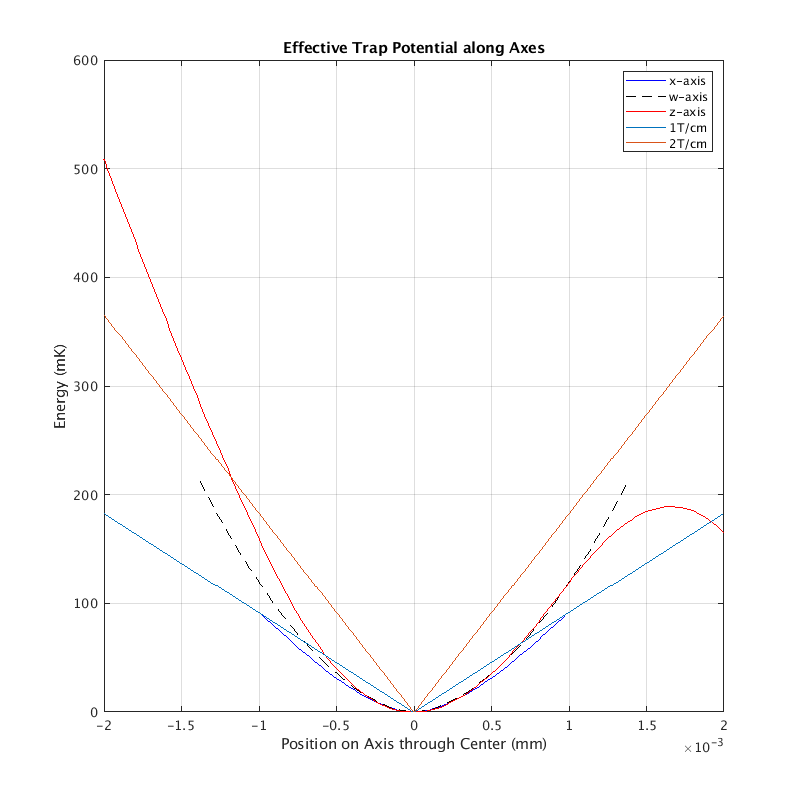 Effective Trap Potential along Axes
x-axis
w-axis
z-axis
1T/cm
2T/cm
600
500
400
300
200
100
0
Energy (mK)
-2
-1.5
-1
-0.5
0
0.5
1
1.5
2
Position on Axis through Center (mm)
×10⁻³